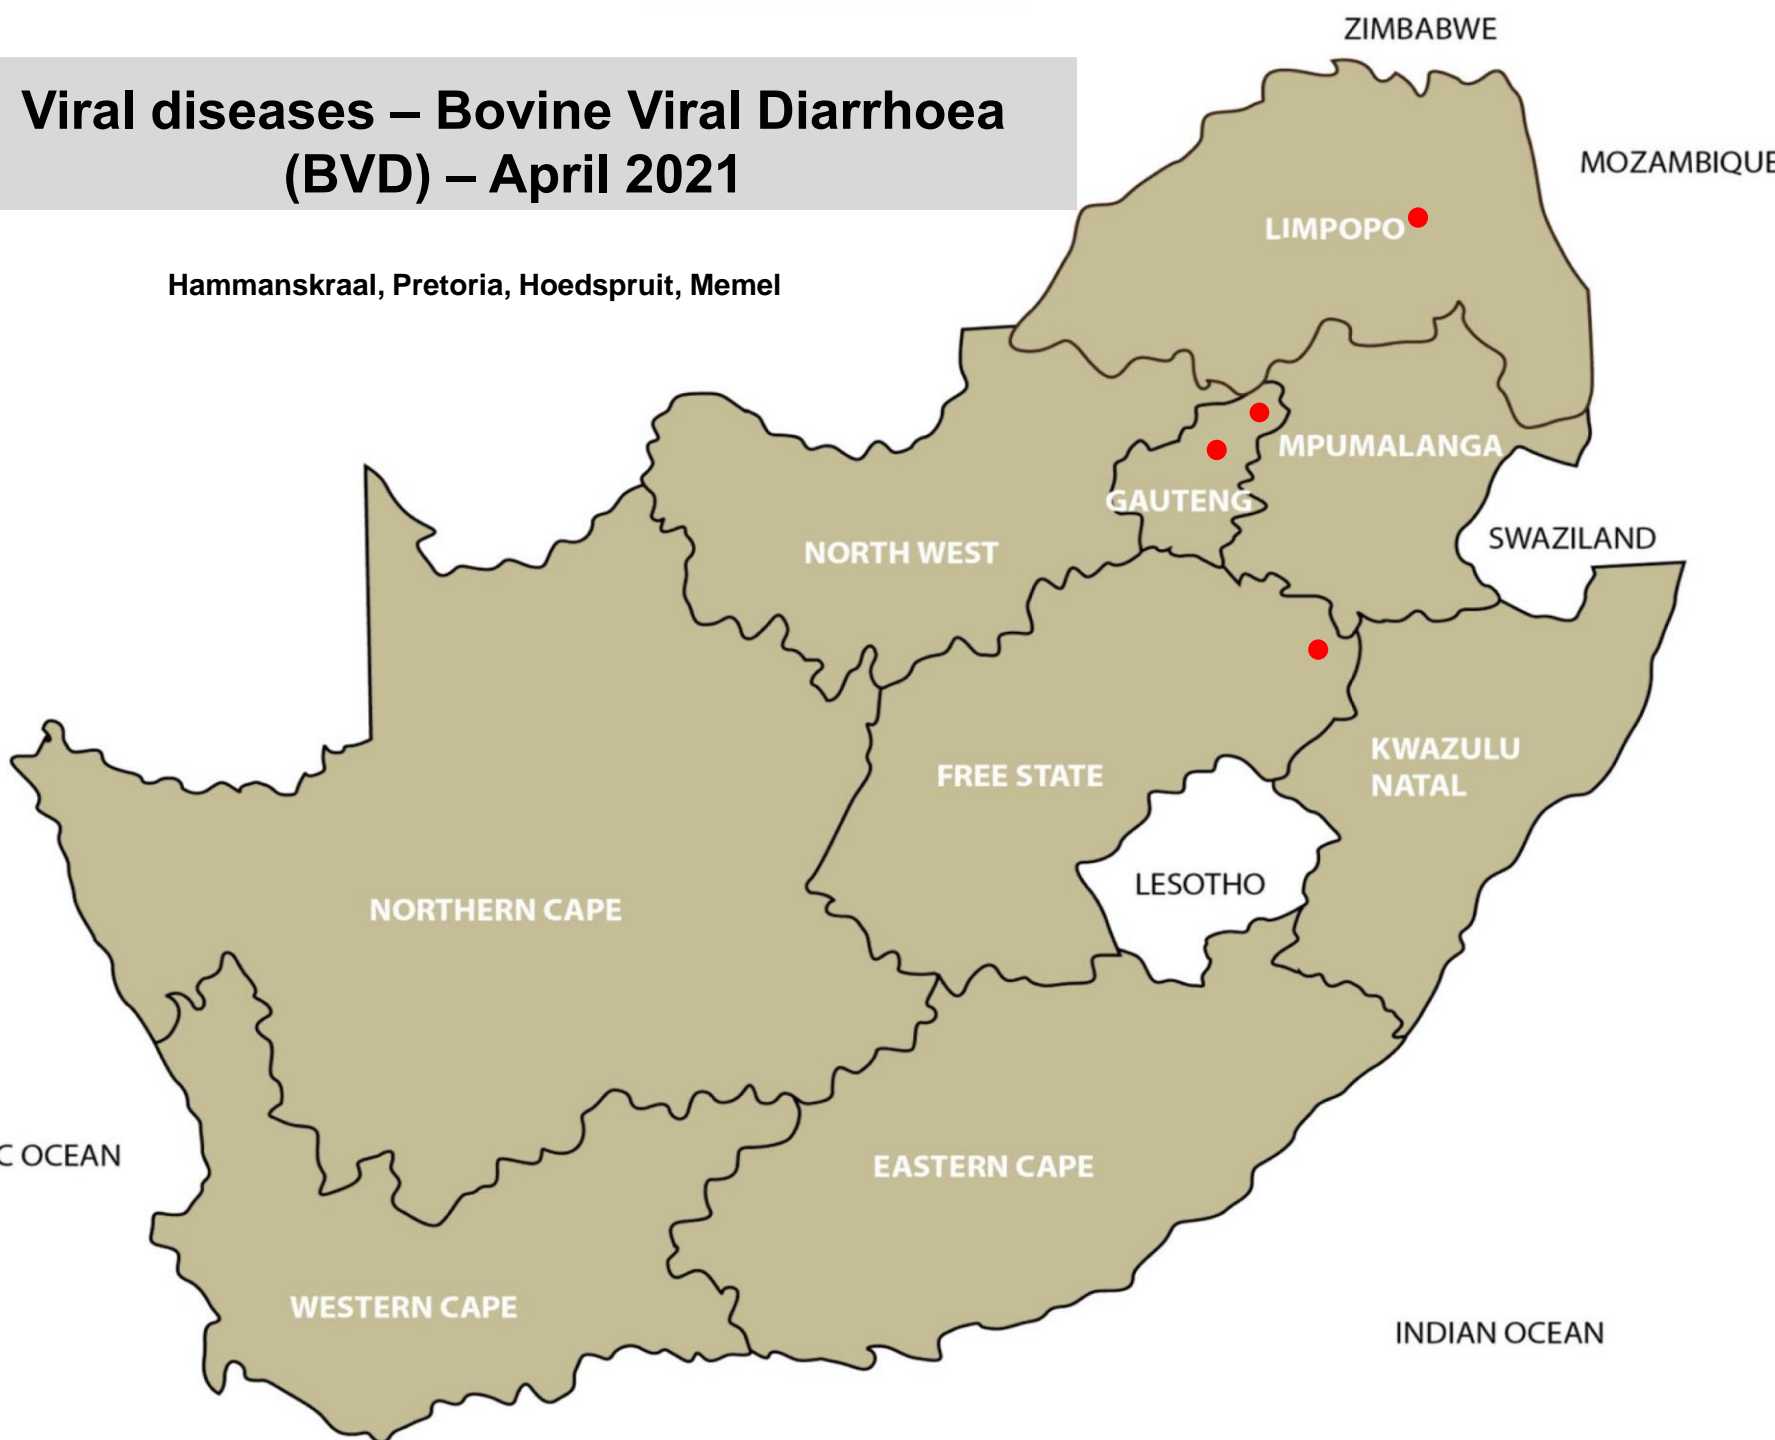 ZIMBABWE
Viral diseases – Bovine Viral Diarrhoea
(BVD) – April 2021
MOZAMBIQUE
LIMPOPO
Hammanskraal, Pretoria, Hoedspruit, Memel
MPUMALANGA
GAUTENG
SWAZILAND
NORTH WEST
KWAZULU
NATAL
FREE STATE
LESOTHO
NORTHERN CAPE
C OCEAN
EASTERN CAPE
WESTERN CAPE
INDIAN OCEAN